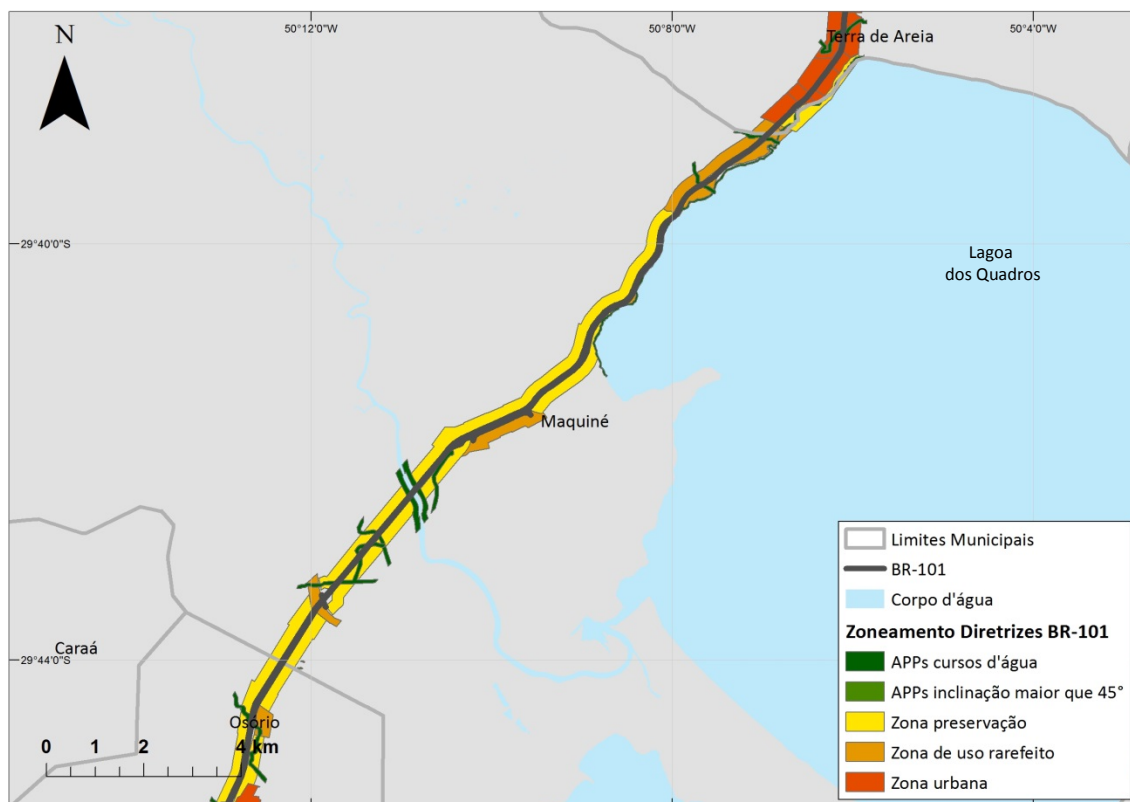 50°12'0"O
50°8'0"O
50°4'0"O
N
Terra de Areia
29°40'0"S
Lagoa
dos Quadros
Maquiné
Limites Municipais
BR-101
Corpo d'água
Zoneamento Diretrizes BR-101
APPs cursos d'água
APPs inclinação maior que 45°
Zona preservação
Zona de uso rarefeito
Zona urbana
Caraá
29°44'0"S
Osório
0 1 2 4 km